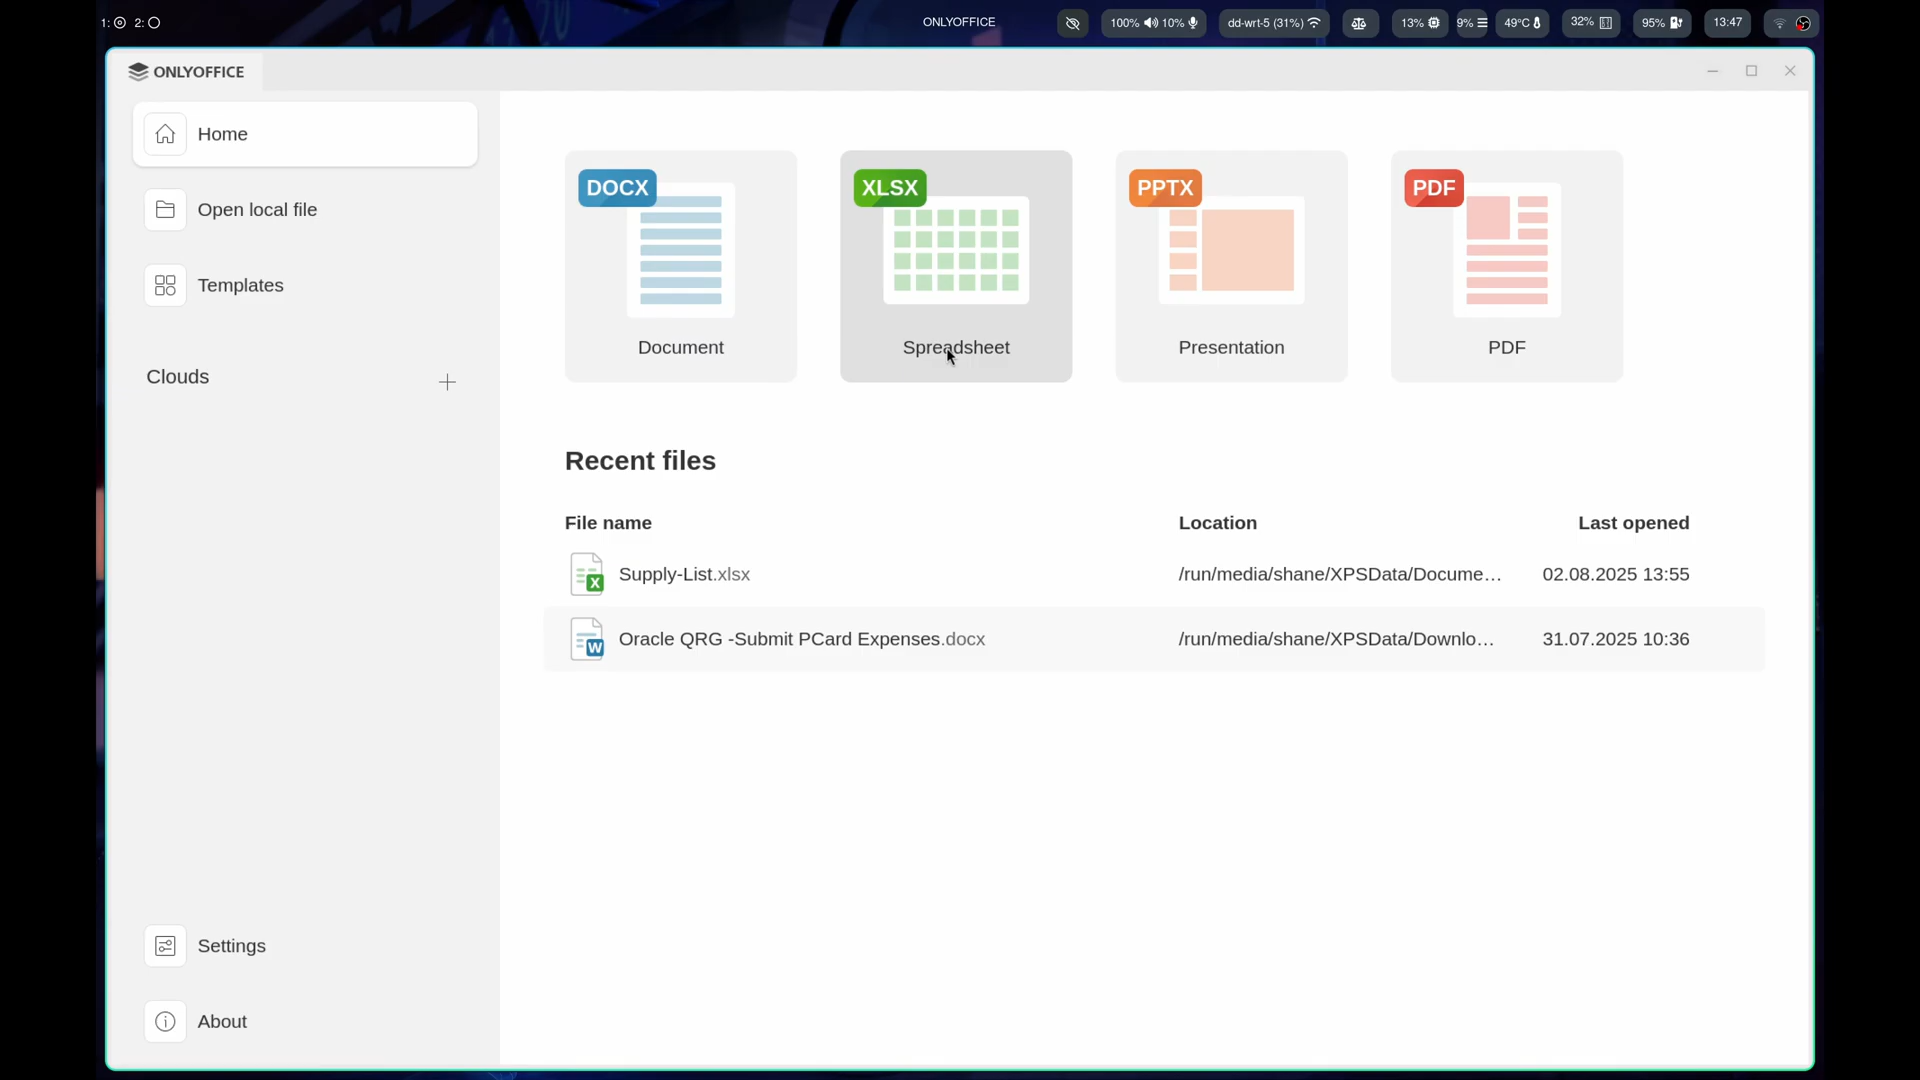 1: 2:
ONLYOFFICE
100% 10%
dd-wrt-5 (31%)
13%
9%
49°C
32%
95%
13:47
ONLYOFFICE
Home
Open local file
Templates
Clouds
DOCX
Document
XLSX
Spreadsheet
PPTX
Presentation
PDF
PDF
Recent files
File name Location Last opened
Supply-List.xlsx /run/media/shane/XPSData/Docume... 02.08.2025 13:55
Oracle QRG -Submit PCard Expenses.docx /run/media/shane/XPSData/Downlo... 31.07.2025 10:36
Settings
About